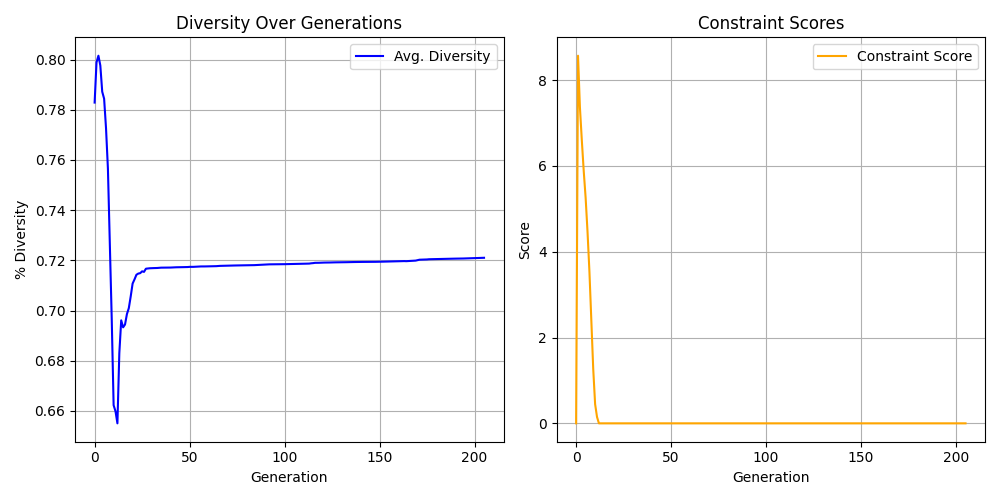 Diversity Over Generations
Avg. Diversity
0.80
0.78
0.76
0.74
0.72
0.70
0.68
0.66
% Diversity
0
50
100
150
200
Generation
Constraint Scores
Constraint Score
8
6
4
2
0
Score
0
50
100
150
200
Generation